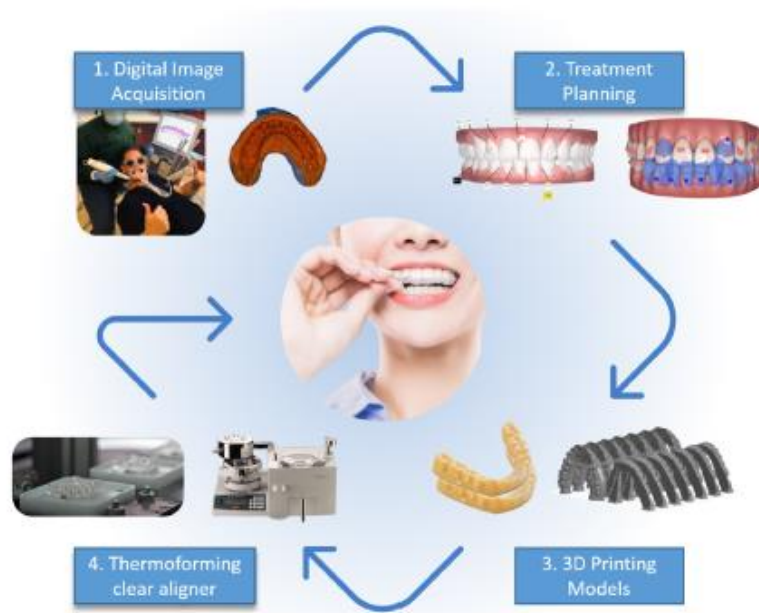 1. Digital Image
Acquisition
2. Treatment
Planning
4. Thermoforming
clear aligner
3. 3D Printing
Models